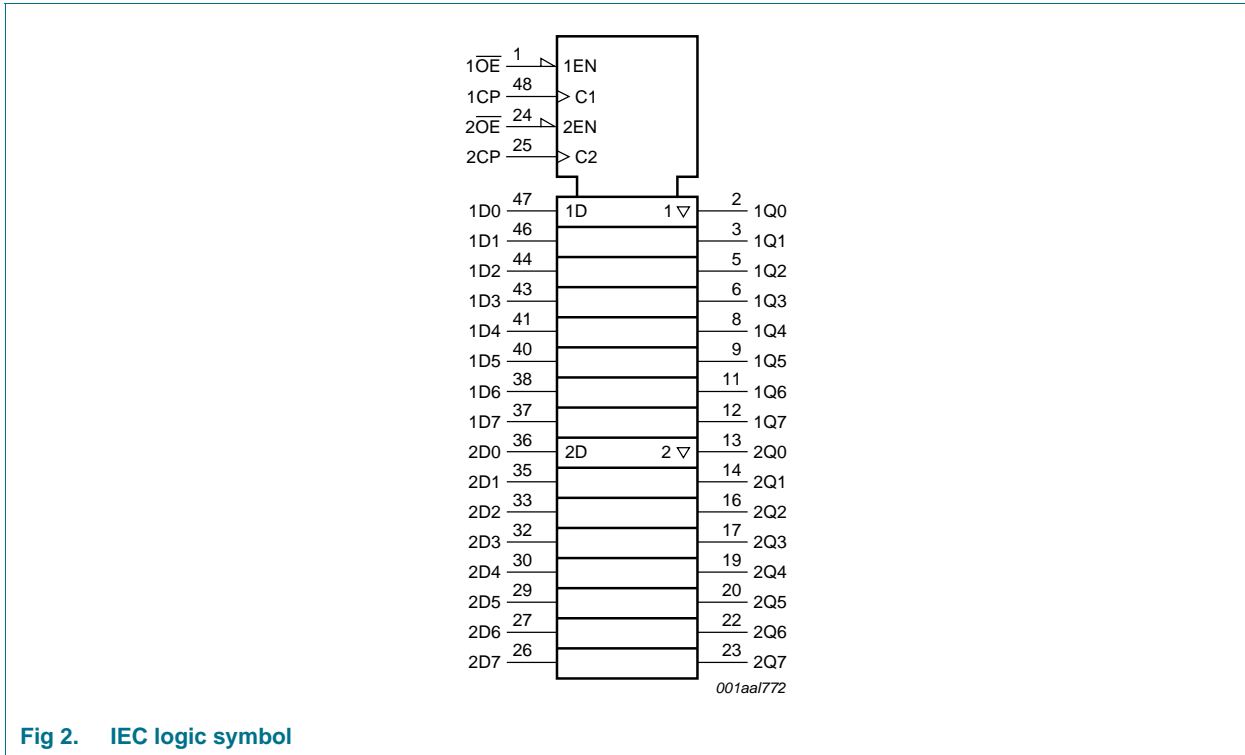 1O̅E̅ 1 1EN
1CP 48 C1
2O̅E̅ 24 2EN
2CP 25 C2
1D0 47 1D 1 ▽ 2 1Q0
1D1 46 3 1Q1
1D2 44 5 1Q2
1D3 43 6 1Q3
1D4 41 8 1Q4
1D5 40 9 1Q5
1D6 38 11 1Q6
1D7 37 12 1Q7
2D0 36 2D 2 ▽ 13 2Q0
2D1 35 14 2Q1
2D2 33 16 2Q2
2D3 32 17 2Q3
2D4 30 19 2Q4
2D5 29 20 2Q5
2D6 27 22 2Q6
2D7 26 23 2Q7
001aal772
Fig 2. IEC logic symbol